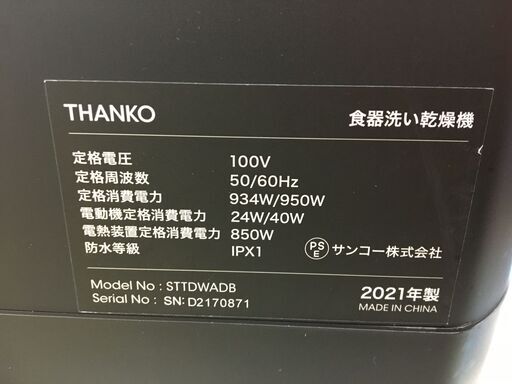 THANKO 食器洗い乾燥機
定格電圧 100V
定格周波数 50/60Hz
定格消費電力 934W/950W
電動機定格消費電力 24W/40W
電熱装置定格消費電力 850W
防水等級 IPX1 PSE サンコー株式会社
Model No : STTDWADB 2021年製
Serial No : SN: D2170871 MADE IN CHINA